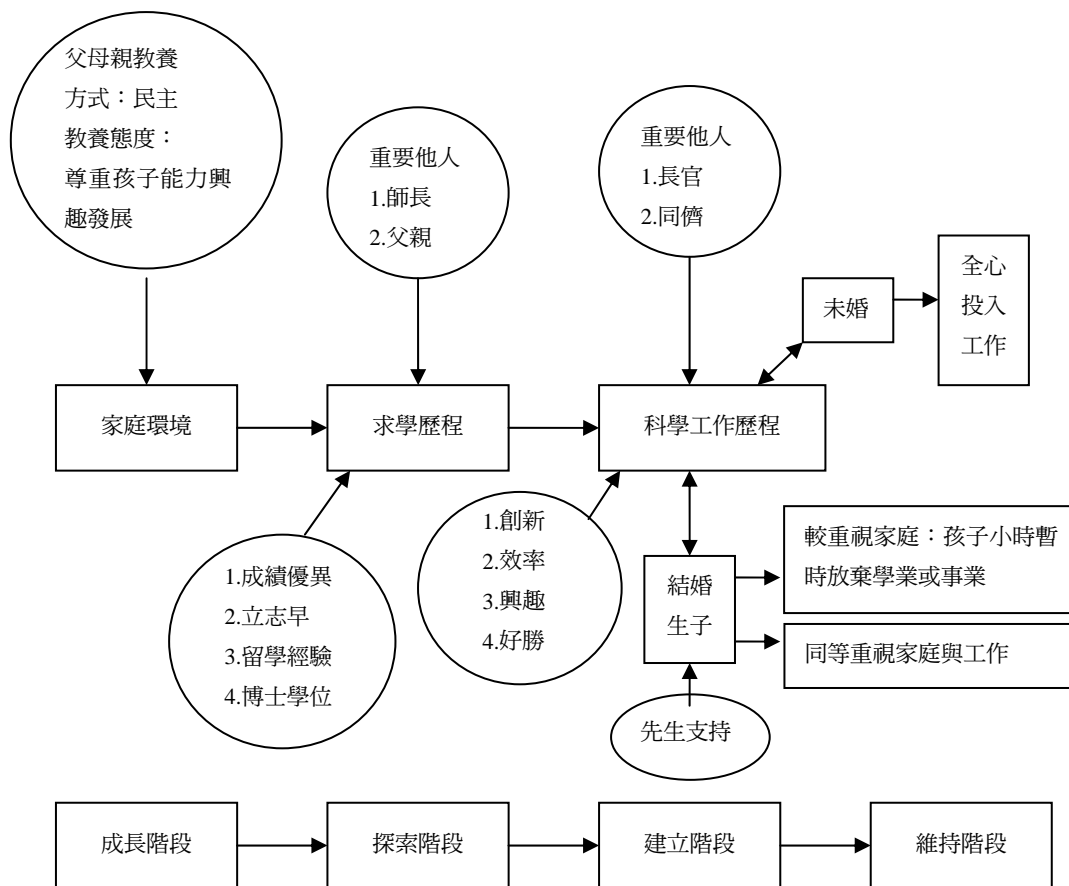 父母親教養
方式：民主
教養態度：
尊重孩子能力興
趣發展
重要他人
1.師長
2.父親
重要他人
1.長官
2.同儕
未婚
全心
投入
工作
家庭環境
求學歷程
科學工作歷程
1.成績優異
2.立志早
3.留學經驗
4.博士學位
1.創新
2.效率
3.興趣
4.好勝
結婚
生子
較重視家庭：孩子小時暫
時放棄學業或事業
同等重視家庭與工作
先生支持
成長階段
探索階段
建立階段
維持階段